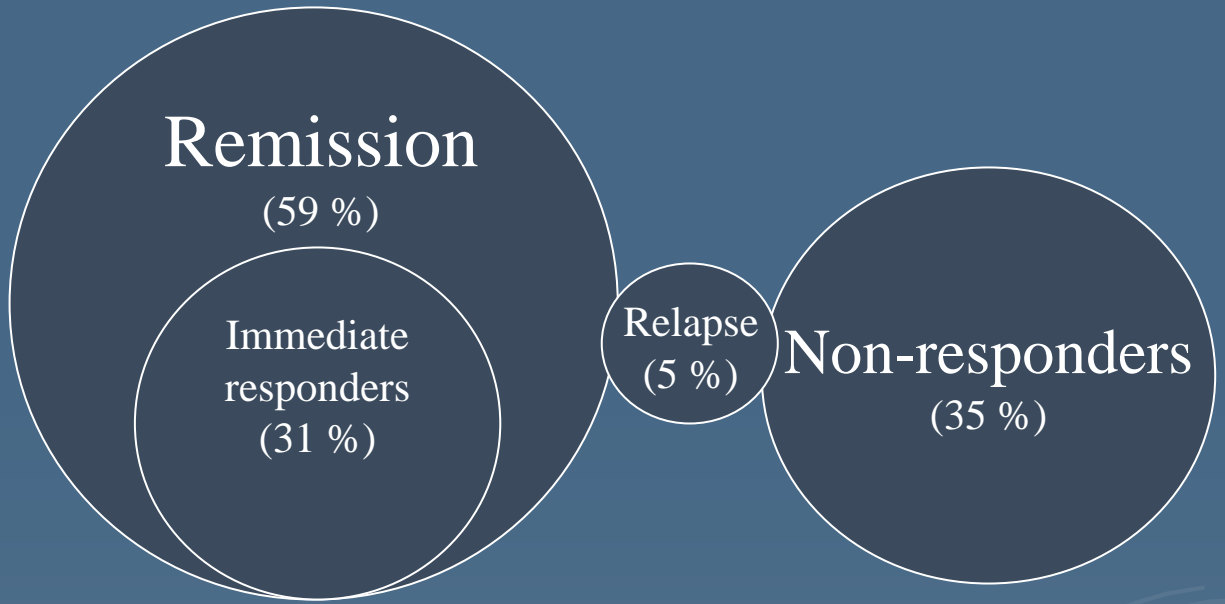 Remission
(59 %)
Immediate
responders
(31 %)
Relapse
(5 %)
Non-responders
(35 %)